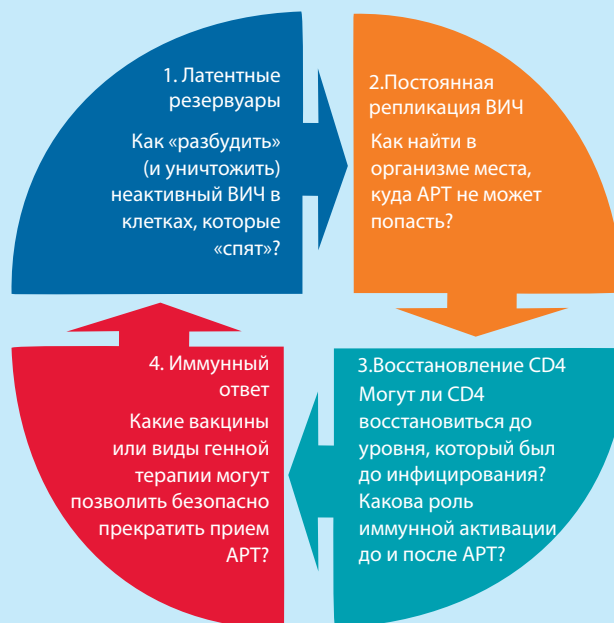 1. Латентные
резервуары
Как «разбудить»
(и уничтожить)
неактивный ВИЧ в
клетках, которые
«спят»?
2.Постоянная
репликация ВИЧ
Как найти в
организме места,
куда АРТ не может
попасть?
3.Восстановление CD4
Могут ли CD4
восстановиться до
уровня, который был
до инфицирования?
Какова роль
иммунной активации
до и после АРТ?
4. Иммунный
ответ
Какие вакцины
или виды генной
терапии могут
позволить безопасно
прекратить прием
АРТ?